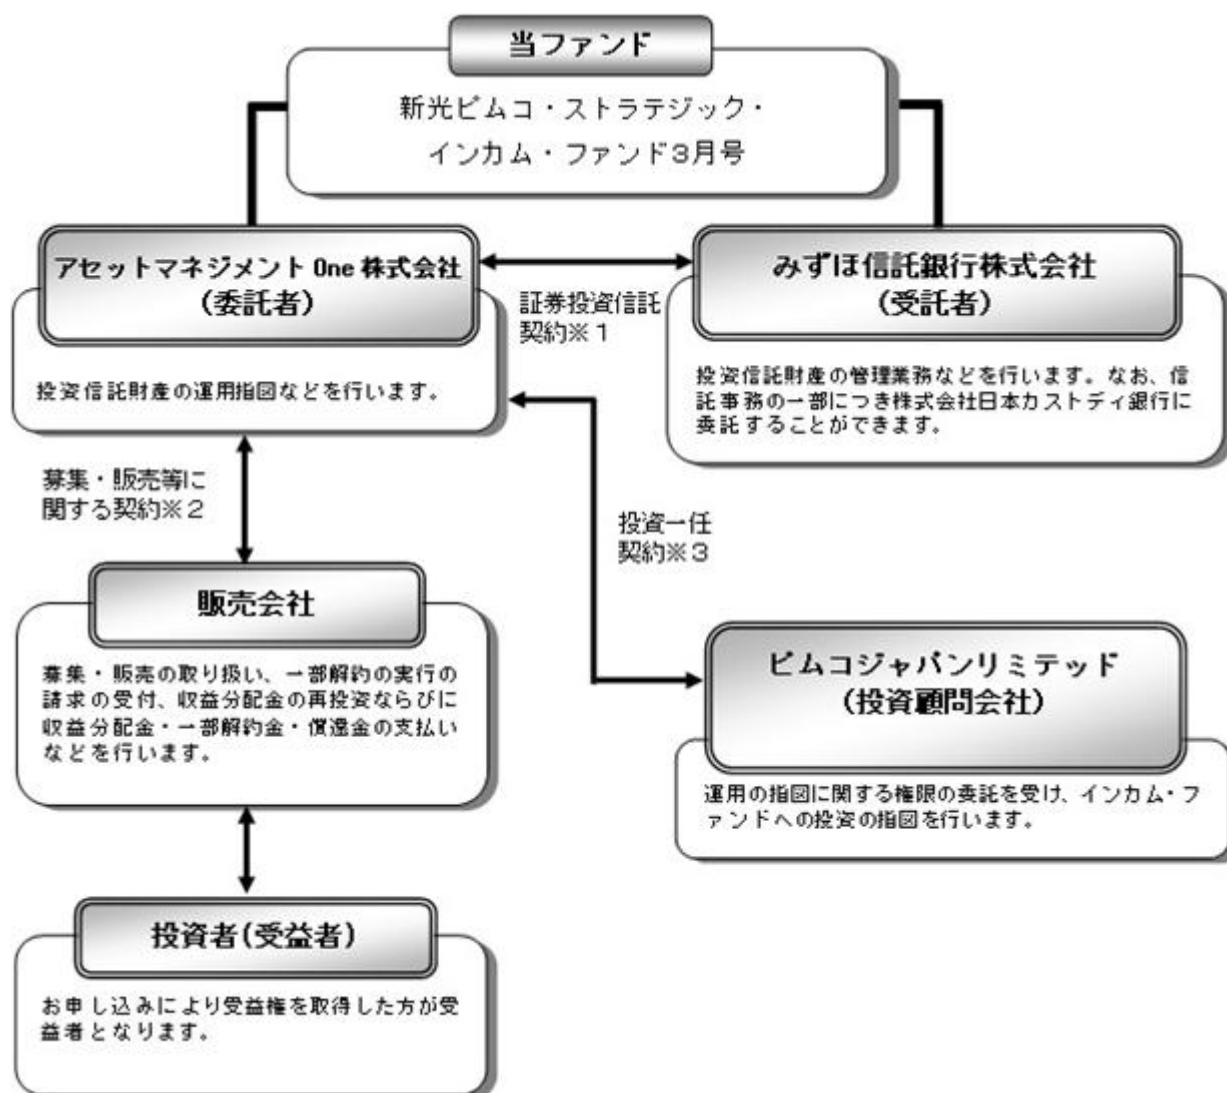 当ファンド
新光ピムコ・ストラテジック・
インカム・ファンド3月号
アセットマネジメントOne株式会社
(委託者)
投資信託財産の運用指図などを行います。
証券投資信託
契約※1
みずほ信託銀行株式会社
(受託者)
投資信託財産の管理業務などを行います。なお、信
託事務の一部につき株式会社日本カストディ銀行に
委託することができます。
募集・販売等に
関する契約※2
投資一任
契約※3
販売会社
募集・販売の取り扱い、一部解約の実行の
請求の受付、収益分配金の再投資ならびに
収益分配金・一部解約金・償還金の支払い
などを行います。
ピムコジャパンリミテッド
(投資顧問会社)
運用の指図に関する権限の委託を受け、インカム・フ
ァンドへの投資の指図を行います。
投資者(受益者)
お申し込みにより受益権を取得した方が受
益者となります。